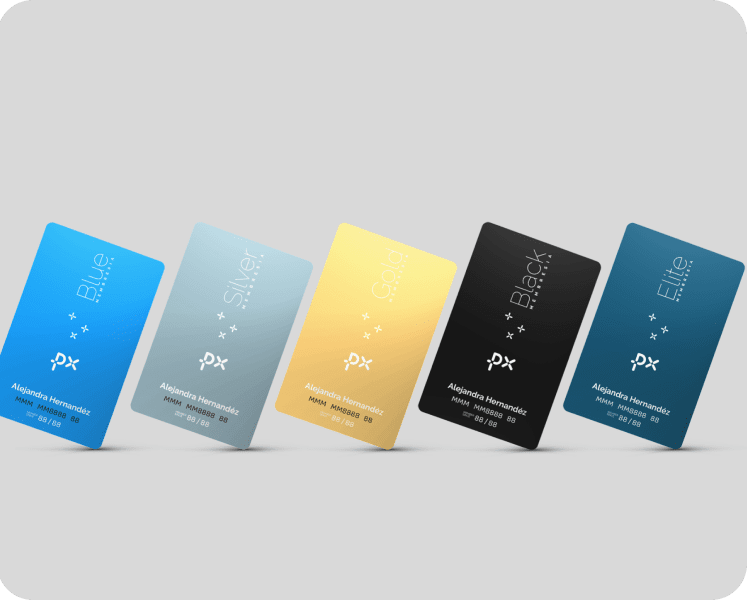 Blue
MEMBRESÍA
PX
Alejandra Hernandéz
MMM MM8888 88
88/88
Silver
MEMBRESÍA
PX
Alejandra Hernandéz
MMM MM8888 88
88/88
Gold
PX
Alejandra Hernandéz
MMM MM8888 88
88/88
Black
MEMBRESÍA
PX
Alejandra Hernandéz
MMM MM8888 88
88/88
Elite
MEMBRESÍA
PX
Alejandra Hernandéz
MMM MM8888 88
88/88